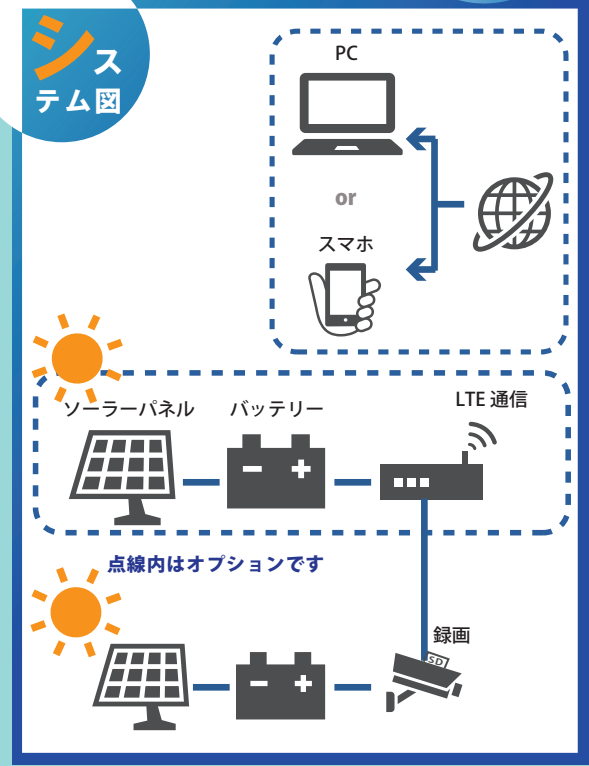 システム図
PC
or
スマホ
ソーラーパネル
バッテリー
LTE 通信
点線内はオプションです
録画
SD